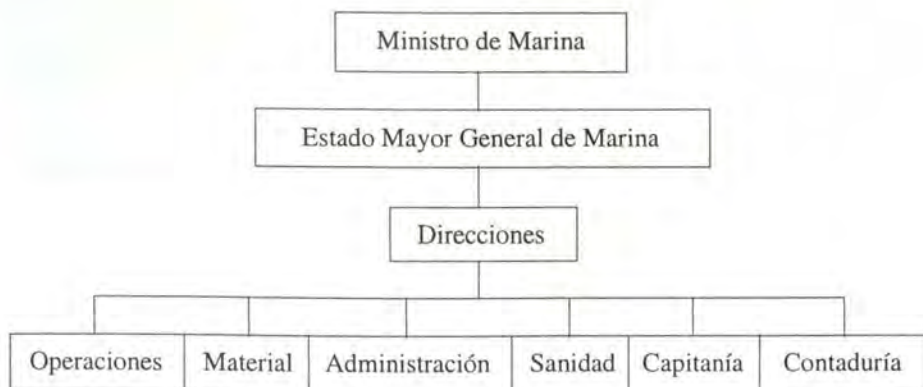 Ministro de Marina
Estado Mayor General de Marina
Direcciones
Operaciones Material Administración Sanidad Capitanía Contaduría